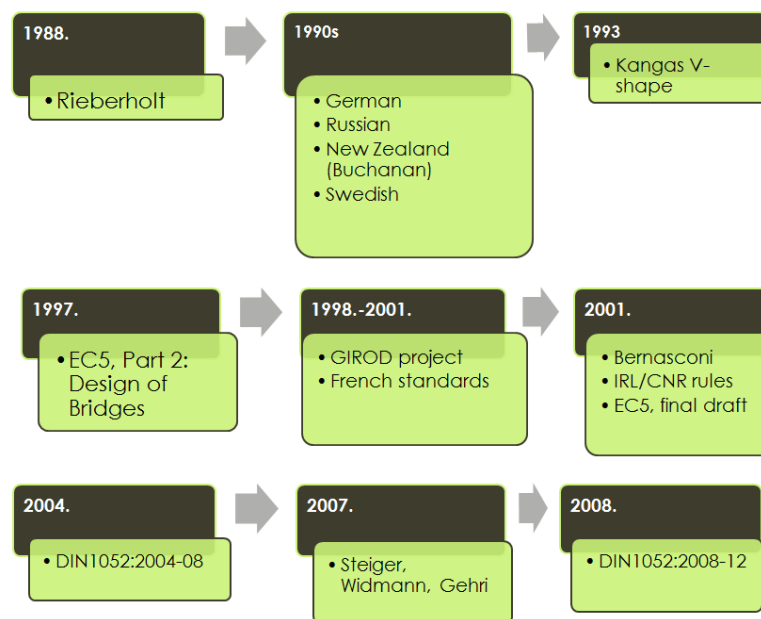 1988.
• Rieberholt
1990s
• German
• Russian
• New Zealand
(Buchanan)
• Swedish
1993
• Kangas V-
shape
1997.
• EC5, Part 2:
Design of
Bridges
1998.-2001.
• GIROD project
• French standards
2001.
• Bernasconi
• IRL/CNR rules
• EC5, final draft
2004.
• DIN1052:2004-08
2007.
• Steiger,
Widmann, Gehri
2008.
• DIN1052:2008-12